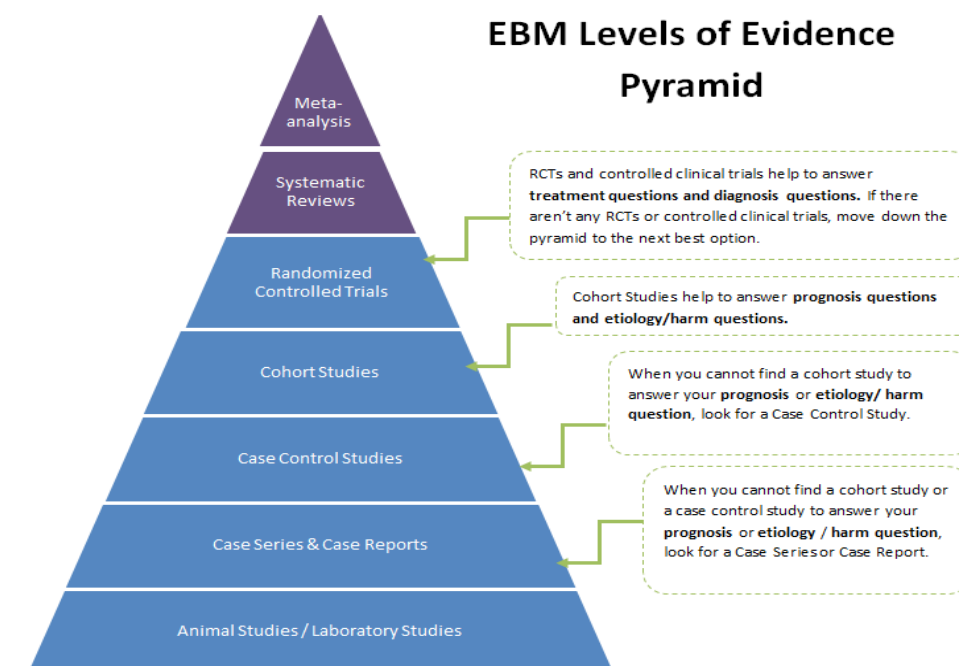 EBM Levels of Evidence
Pyramid
Meta-
analysis
Systematic
Reviews
Randomized
Controlled Trials
Cohort Studies
Case Control Studies
Case Series & Case Reports
Animal Studies / Laboratory Studies
RCTs and controlled clinical trials help to answer
treatment questions and diagnosis questions. If there
aren't any RCTs or controlled clinical trials, move down the
pyramid to the next best option.
Cohort Studies help to answer prognosis questions
and etiology/harm questions.
When you cannot find a cohort study to
answer your prognosis or etiology/ harm
question, look for a Case Control Study.
When you cannot find a cohort study or
a case control study to answer your
prognosis or etiology / harm question,
look for a Case Series or Case Report.